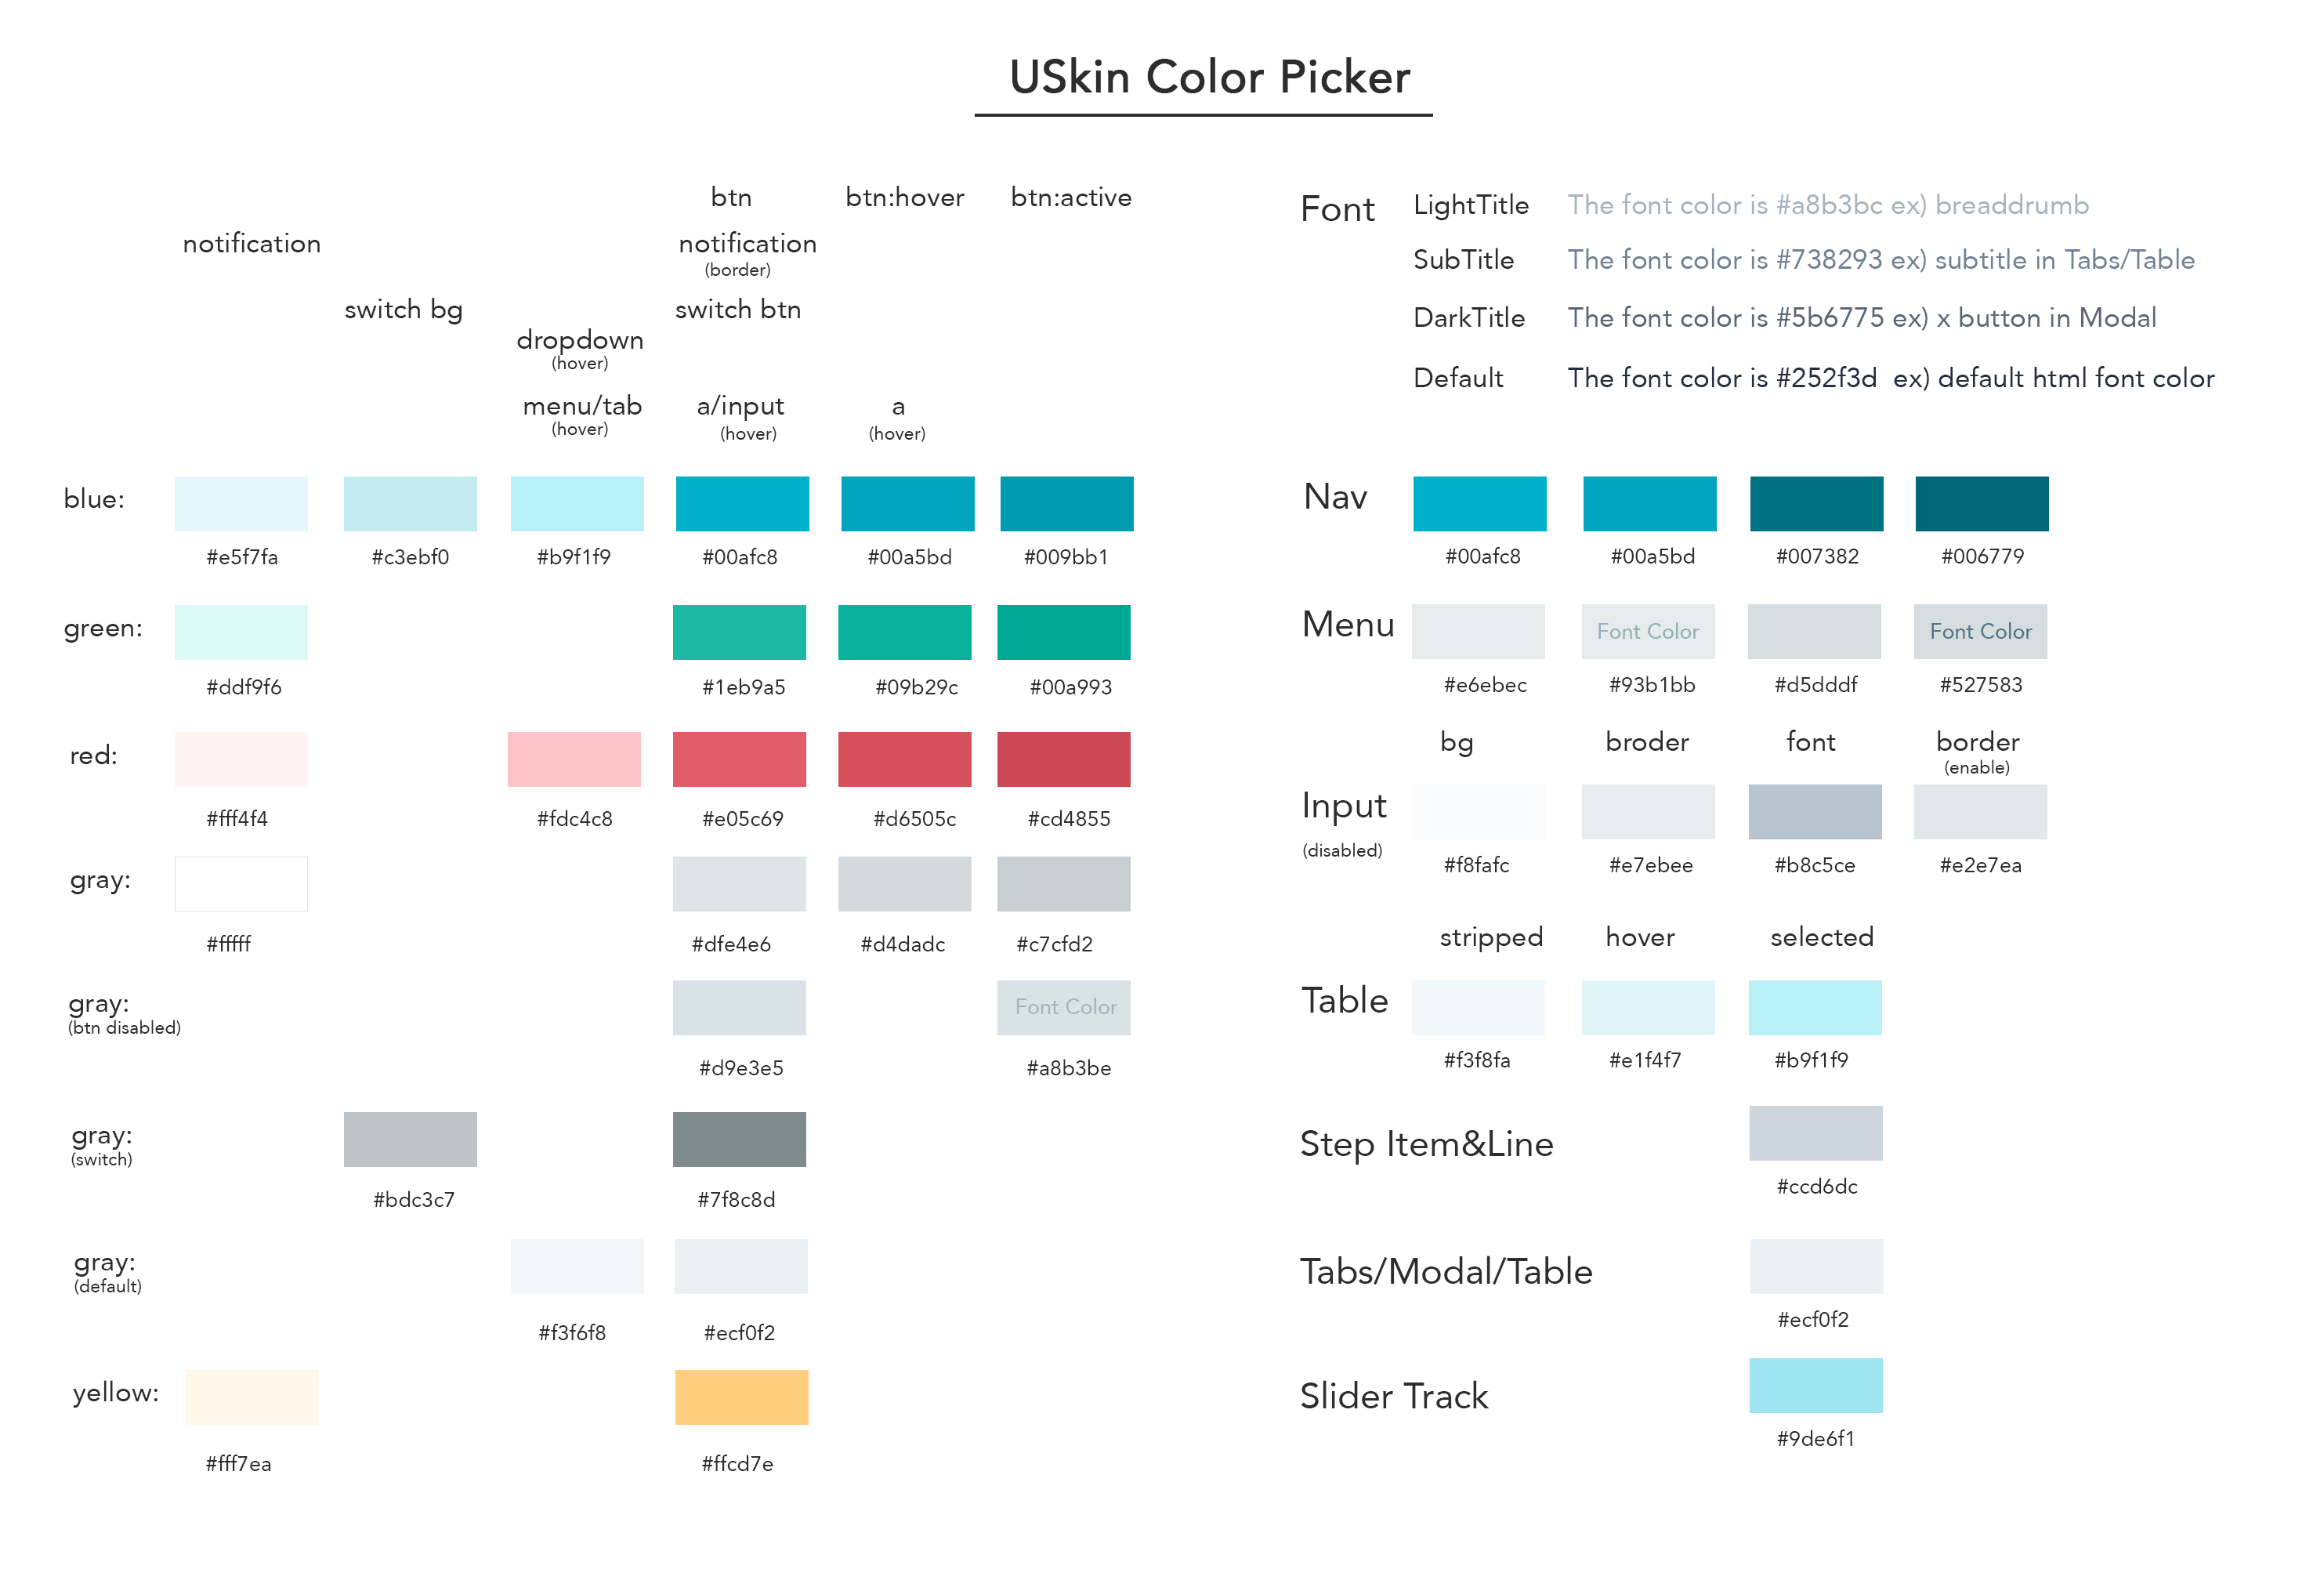 USkin Color Picker
btn btn:hover btn:active
notification notification
(border)
switch bg switch btn
dropdown
(hover)
menu/tab a/input a
(hover) (hover) (hover)
blue:
#e5f7fa #c3ebf0 #b9f1f9 #00afc8 #00a5bd #009bb1
green:
#ddf9f6 #1eb9a5 #09b29c #00a993
red:
#fff4f4 #fdc4c8 #e05c69 #d6505c #cd4855
gray:
#fffff #dfe4e6 #d4dadc #c7cfd2
gray:
(btn disabled)
Font Color
#d9e3e5 #a8b3be
gray:
(switch)
#bdc3c7 #7f8c8d
gray:
(default)
#f3f6f8 #ecf0f2
yellow:
#fff7ea #ffcd7e
Font
LightTitle The font color is #a8b3bc ex) breaddrumb
SubTitle The font color is #738293 ex) subtitle in Tabs/Table
DarkTitle The font color is #5b6775 ex) x button in Modal
Default The font color is #252f3d ex) default html font color
Nav
#00afc8 #00a5bd #007382 #006779
Menu Font Color Font Color
#e6ebec #93b1bb #d5dddf #527583
bg broder font border
(enable)
Input
(disabled)
#f8fafc #e7ebee #b8c5ce #e2e7ea
stripped hover selected
Table
#f3f8fa #e1f4f7 #b9f1f9
Step Item&Line
#ccd6dc
Tabs/Modal/Table
#ecf0f2
Slider Track
#9de6f1